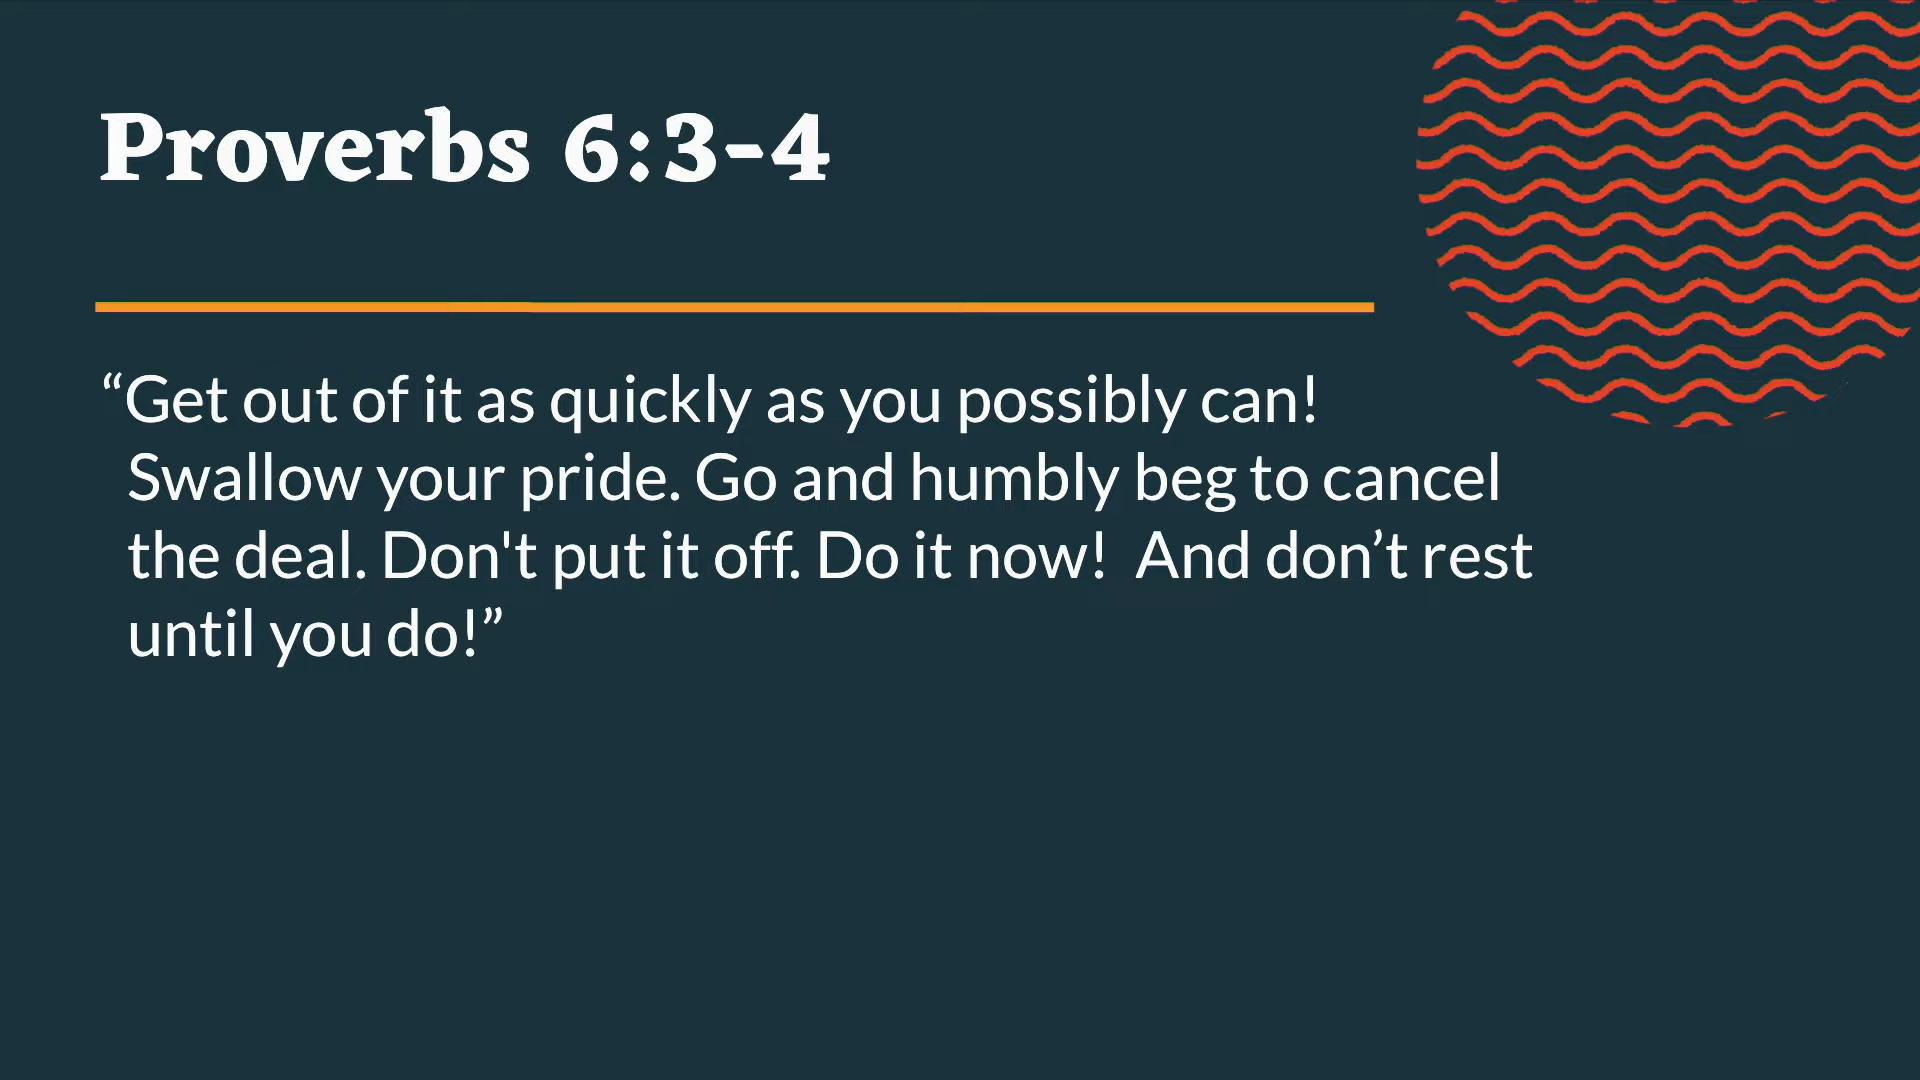 Proverbs 6:3-4
“Get out of it as quickly as you possibly can!
Swallow your pride. Go and humbly beg to cancel
the deal. Don't put it off. Do it now!  And don’t rest
until you do!”